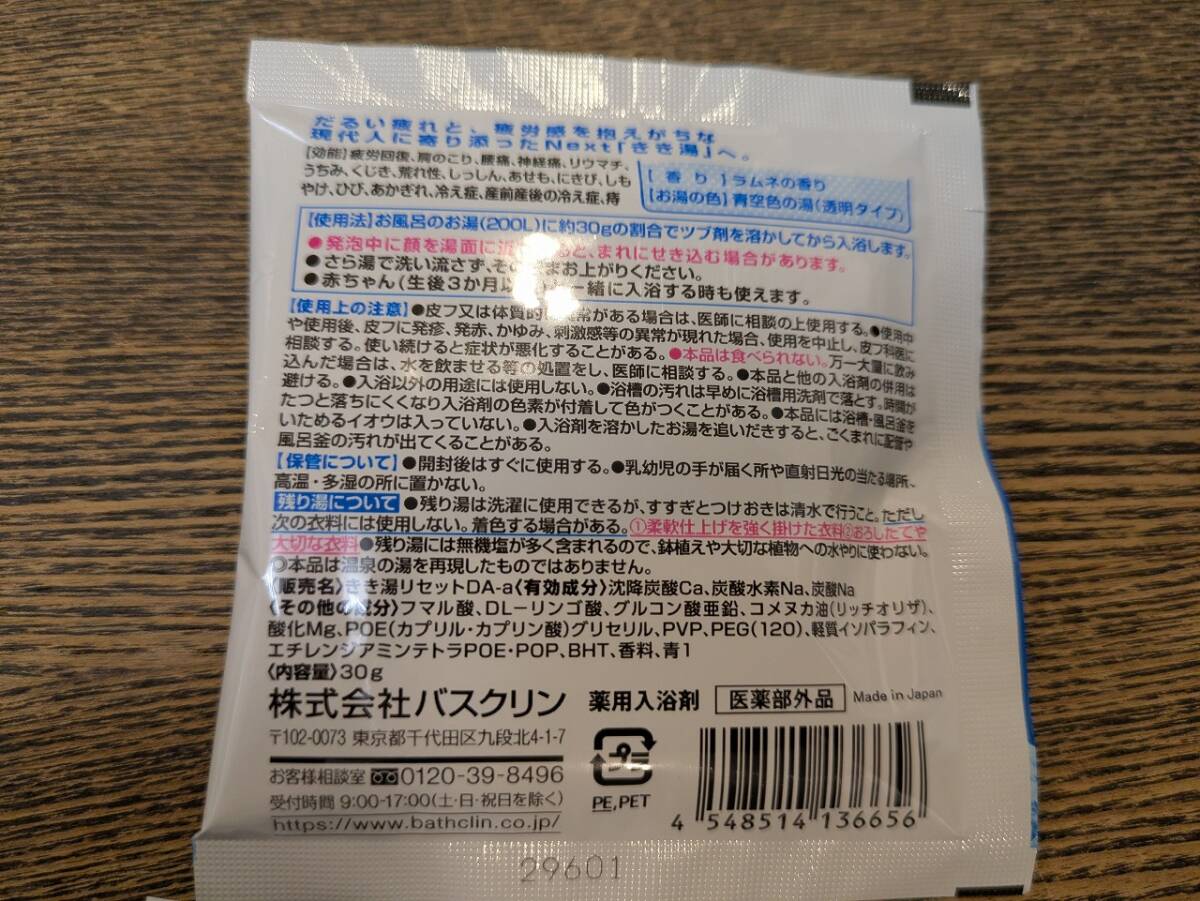 だるい疲れと、疲労感を抱えがちな
現代人に寄り添ったNext「きき湯」へ。
【効能】疲労回復、肩のこり、腰痛、神経痛、リウマチ、
うちみ、くじき、荒れ性、しっしん、あせも、にきび、しも
やけ、ひび、あかぎれ、冷え症、産前産後の冷え症、痔
【香り】ラムネの香り
【お湯の色】青空色の湯(透明タイプ)
【使用法】お風呂のお湯(200L)に約30gの割合でツブ剤を溶かしてから入浴します。
●発泡中に顔を湯面に近 ると、まれにせき込む場合があります。
●さら湯で洗い流さず、そ まお上がりください。
●赤ちゃん(生後3か月以 一緒に入浴する時も使えます。
【使用上の注意】●皮フ又は体質的に異常がある場合は、医師に相談の上使用する。●使用中
や使用後、皮フに発疹、発赤、かゆみ、刺激感等の異常が現れた場合、使用を中止し、皮フ科医に
相談する。使い続けると症状が悪化することがある。●本品は食べられない。万一大量に飲み
込んだ場合は、水を飲ませる等の処置をし、医師に相談する。●本品と他の入浴剤の併用は
避ける。●入浴以外の用途には使用しない。●浴槽の汚れは早めに浴槽用洗剤で落とす。時間が
たつと落ちにくくなり入浴剤の色素が付着して色がつくことがある。●本品には浴槽・風呂釜を
いためるイオウは入っていない。●入浴剤を溶かしたお湯を追いだきすると、ごくまれに配管や
風呂釜の汚れが出てくることがある。
【保管について】●開封後はすぐに使用する。●乳幼児の手が届く所や直射日光の当たる場所、
高温・多湿の所に置かない。
残り湯について ●残り湯は洗濯に使用できるが、すすぎとつけおきは清水で行うこと。ただし
次の衣料には使用しない。着色する場合がある。①柔軟仕上げを強く掛けた衣料②おろしたてや
大切な衣料●残り湯には無機塩が多く含まれるので、鉢植えや大切な植物への水やりに使わない。
○本品は温泉の湯を再現したものではありません。
〈販売名〉きき湯リセットDA-a〈有効成分〉沈降炭酸Ca、炭酸水素Na、炭酸Na
〈その他の成分〉フマル酸、DL-リンゴ酸、グルコン酸亜鉛、コメヌカ油(リッチオリザ)、
酸化Mg、POE(カプリル・カプリン酸)グリセリル、PVP、PEG(120)、軽質イソパラフィン、
エチレンジアミンテトラPOE・POP、BHT、香料、青1
〈内容量〉30g
株式会社バスクリン 薬用入浴剤 医薬部外品 Made in Japan
〒102-0073 東京都千代田区九段北4-1-7
お客様相談室 0120-39-8496
受付時間 9:00-17:00(土・日・祝日を除く)
https://www.bathclin.co.jp/
プ
PE,PET
4 548514 136656
29601